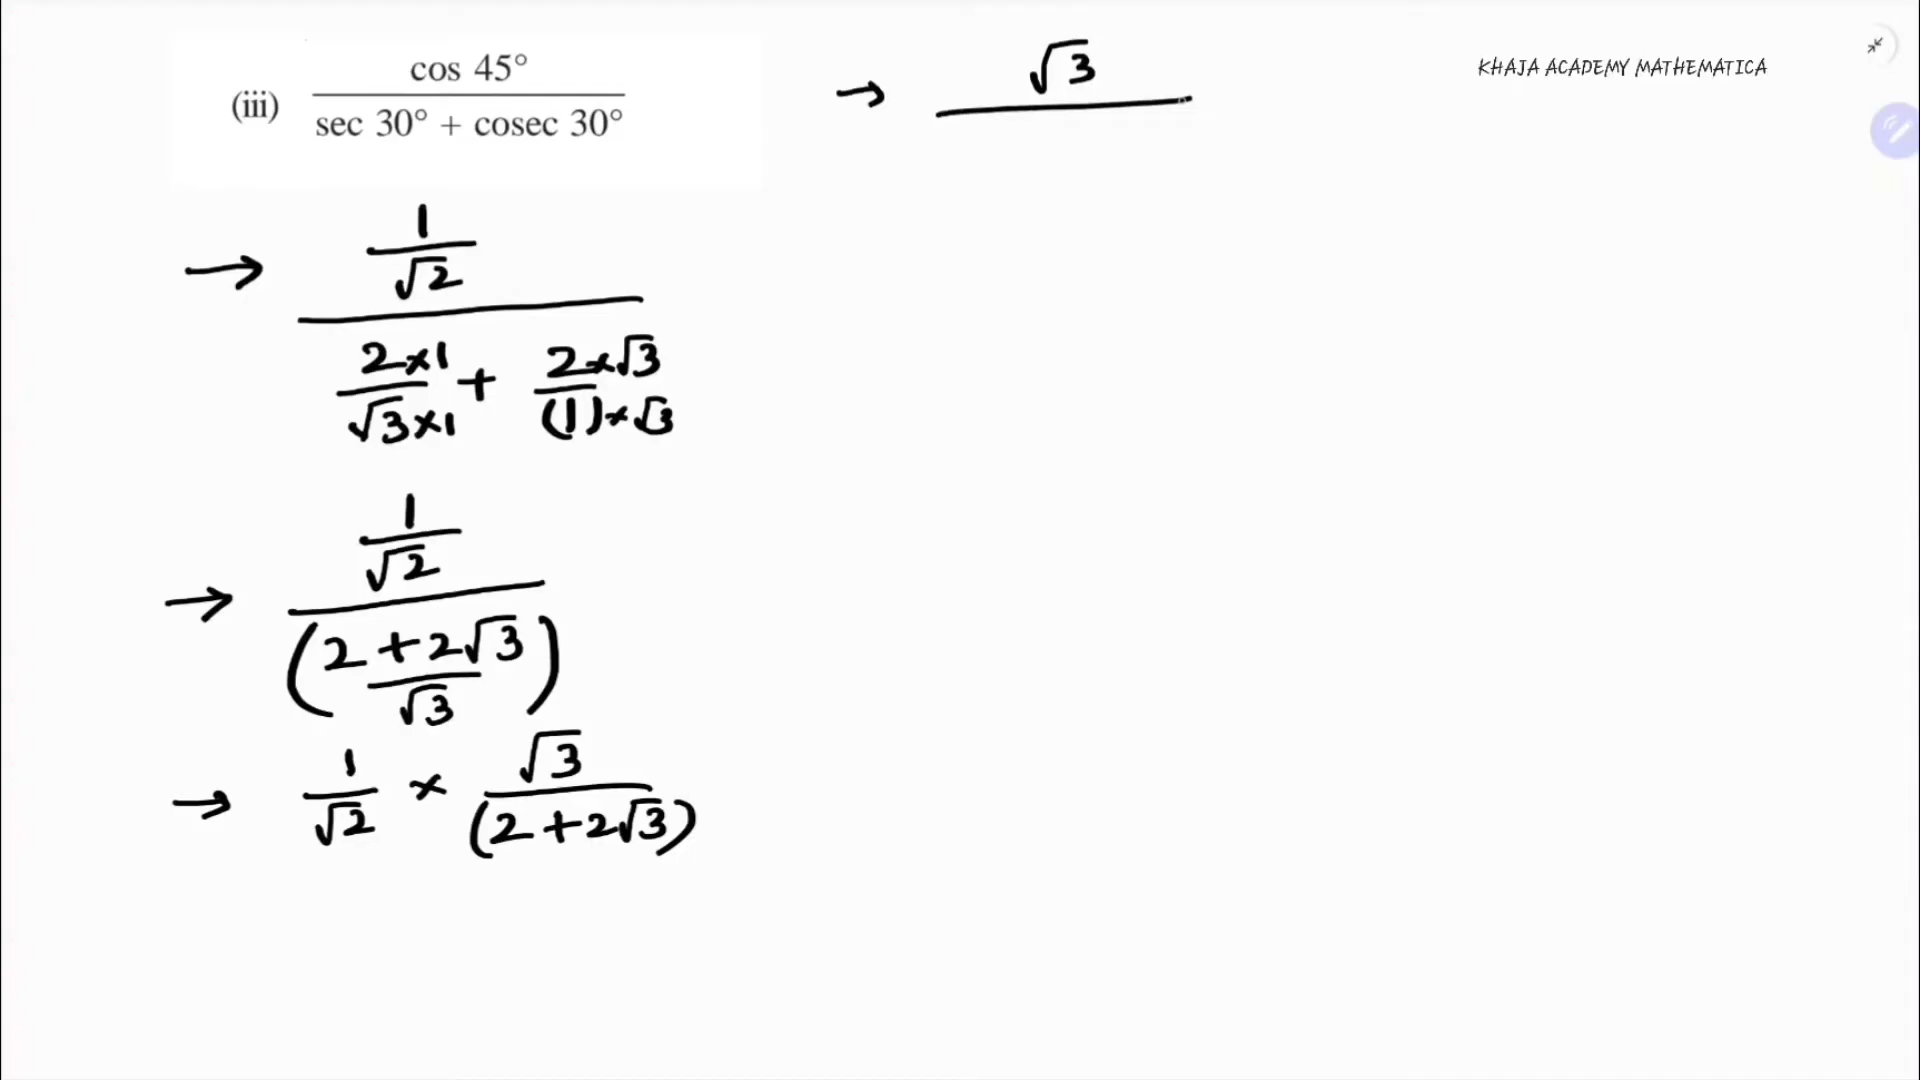 (iii) cos 45° / sec 30° + cosec 30°
→ 1/√2 / 2×1/√3×1 + 2×√3/(1)×√3
→ 1/√2 / (2+2√3/√3)
→ 1/√2 × √3/(2+2√3)
→ √3
KHAJA ACADEMY MATHEMATICA